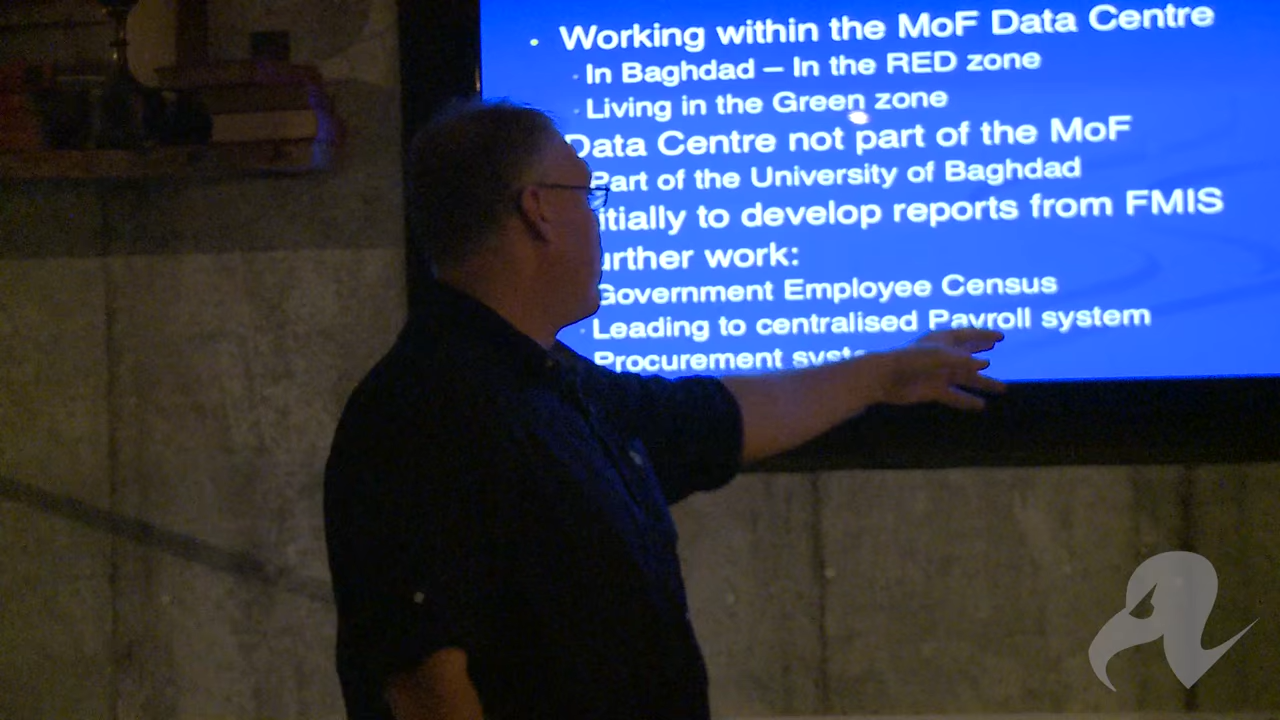 • Working within the MoF Data Centre
• In Baghdad – In the RED zone
• Living in the Green zone
Data Centre not part of the MoF
Part of the University of Baghdad
itially to develop reports from FMIS
urther work:
Government Employee Census
• Leading to centralised Payroll system
Procurement syste